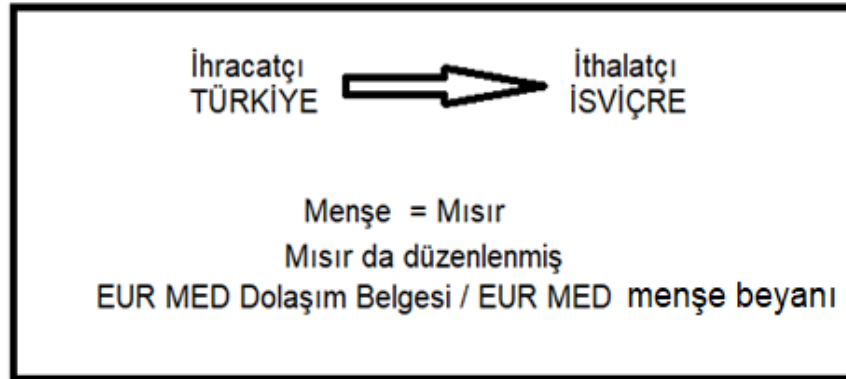 İhracatçı
TÜRKİYE
İthalatçı
İSVİÇRE
Menşe = Mısır
Mısır da düzenlenmiş
EUR MED Dolaşım Belgesi / EUR MED menşe beyanı